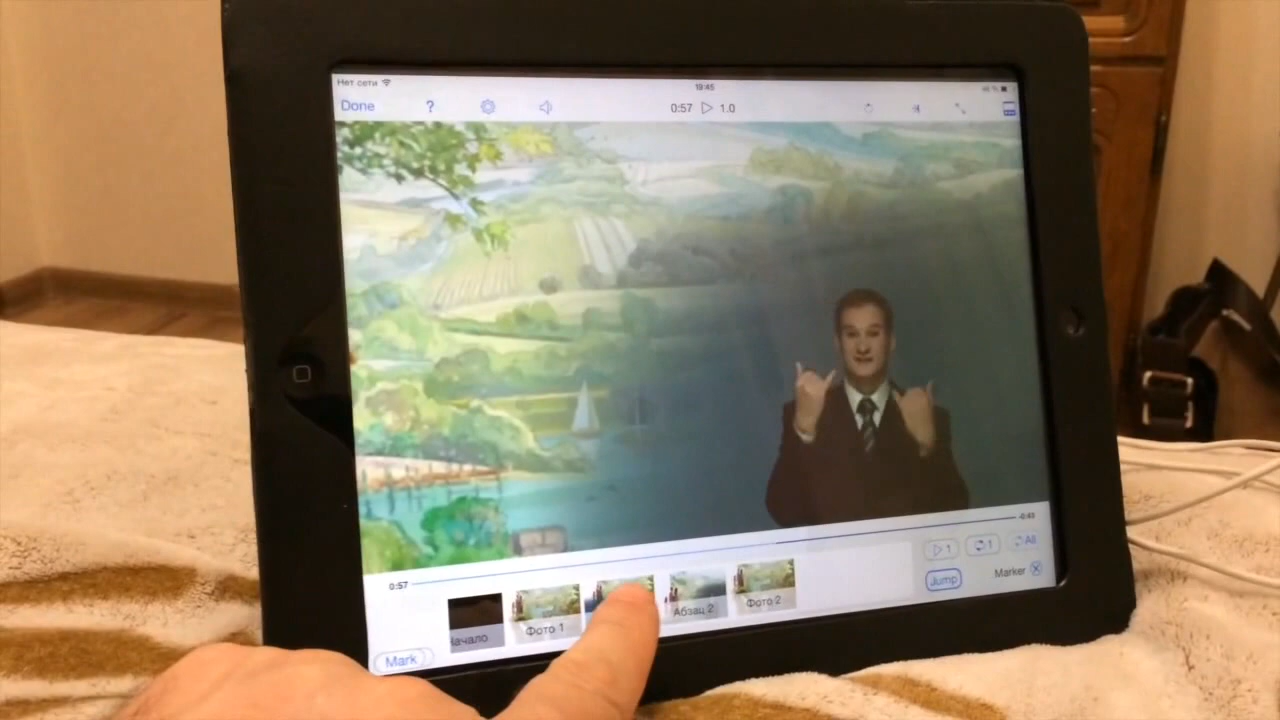 Нет сети
19:45
Done ? 0:57 1.0
0:57
-0:43
1 1 All
Начало Фото 1 Абзац 2 Фото 2
Jump Marker
Mark